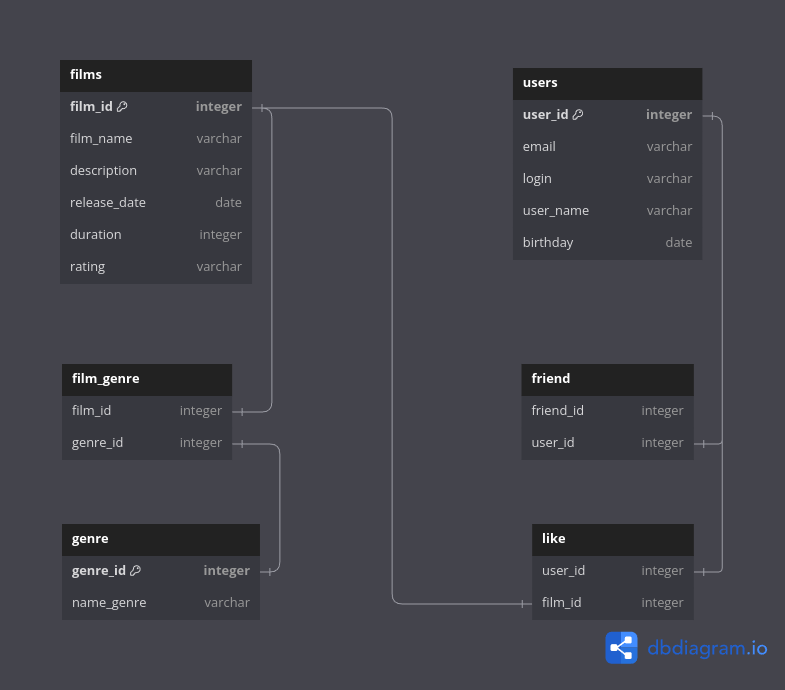 films
film_id integer
film_name varchar
description varchar
release_date date
duration integer
rating varchar
users
user_id integer
email varchar
login varchar
user_name varchar
birthday date
film_genre
film_id integer
genre_id integer
friend
friend_id integer
user_id integer
genre
genre_id integer
name_genre varchar
like
user_id integer
film_id integer
dbdiagram.io